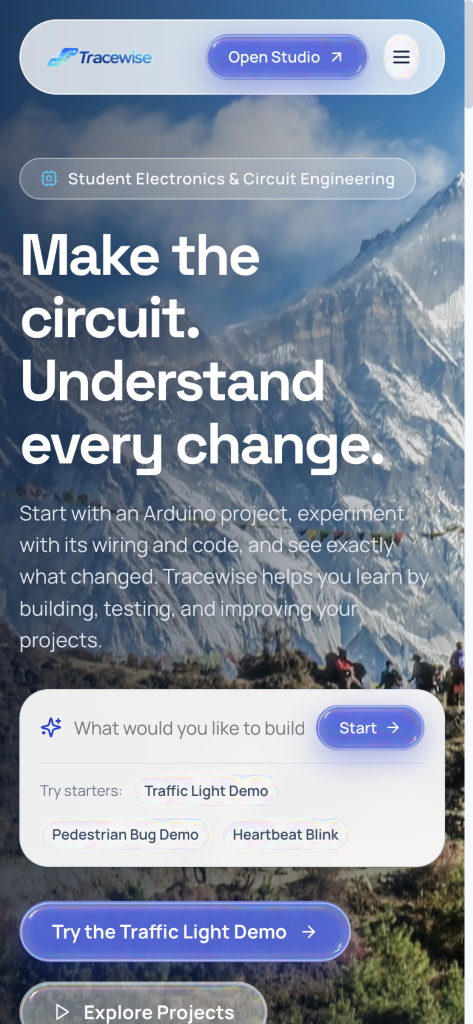 Tracewise
Open Studio
Student Electronics & Circuit Engineering
Make the
circuit.
Understand
every change.
Start with an Arduino project, experiment
with its wiring and code, and see exactly
what changed. Tracewise helps you learn by
building, testing, and improving your
projects.
What would you like to build
Start
Try starters:
Traffic Light Demo
Pedestrian Bug Demo
Heartbeat Blink
Try the Traffic Light Demo
Explore Projects